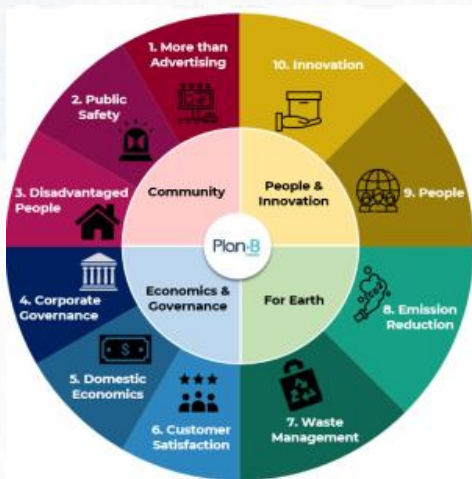 1. More than
Advertising
2. Public
Safety
3. Disadvantaged
People
4. Corporate
Governance
5. Domestic
Economics
6. Customer
Satisfaction
7. Waste
Management
8. Emission
Reduction
9. People
10. Innovation
Community
People &
Innovation
Economics &
Governance
For Earth
Plan B
$
CO2